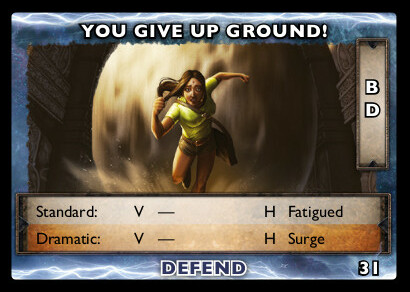 YOU GIVE UP GROUND!
B
D
Standard: V — H Fatigued
Dramatic: V — H Surge
DEFEND
31